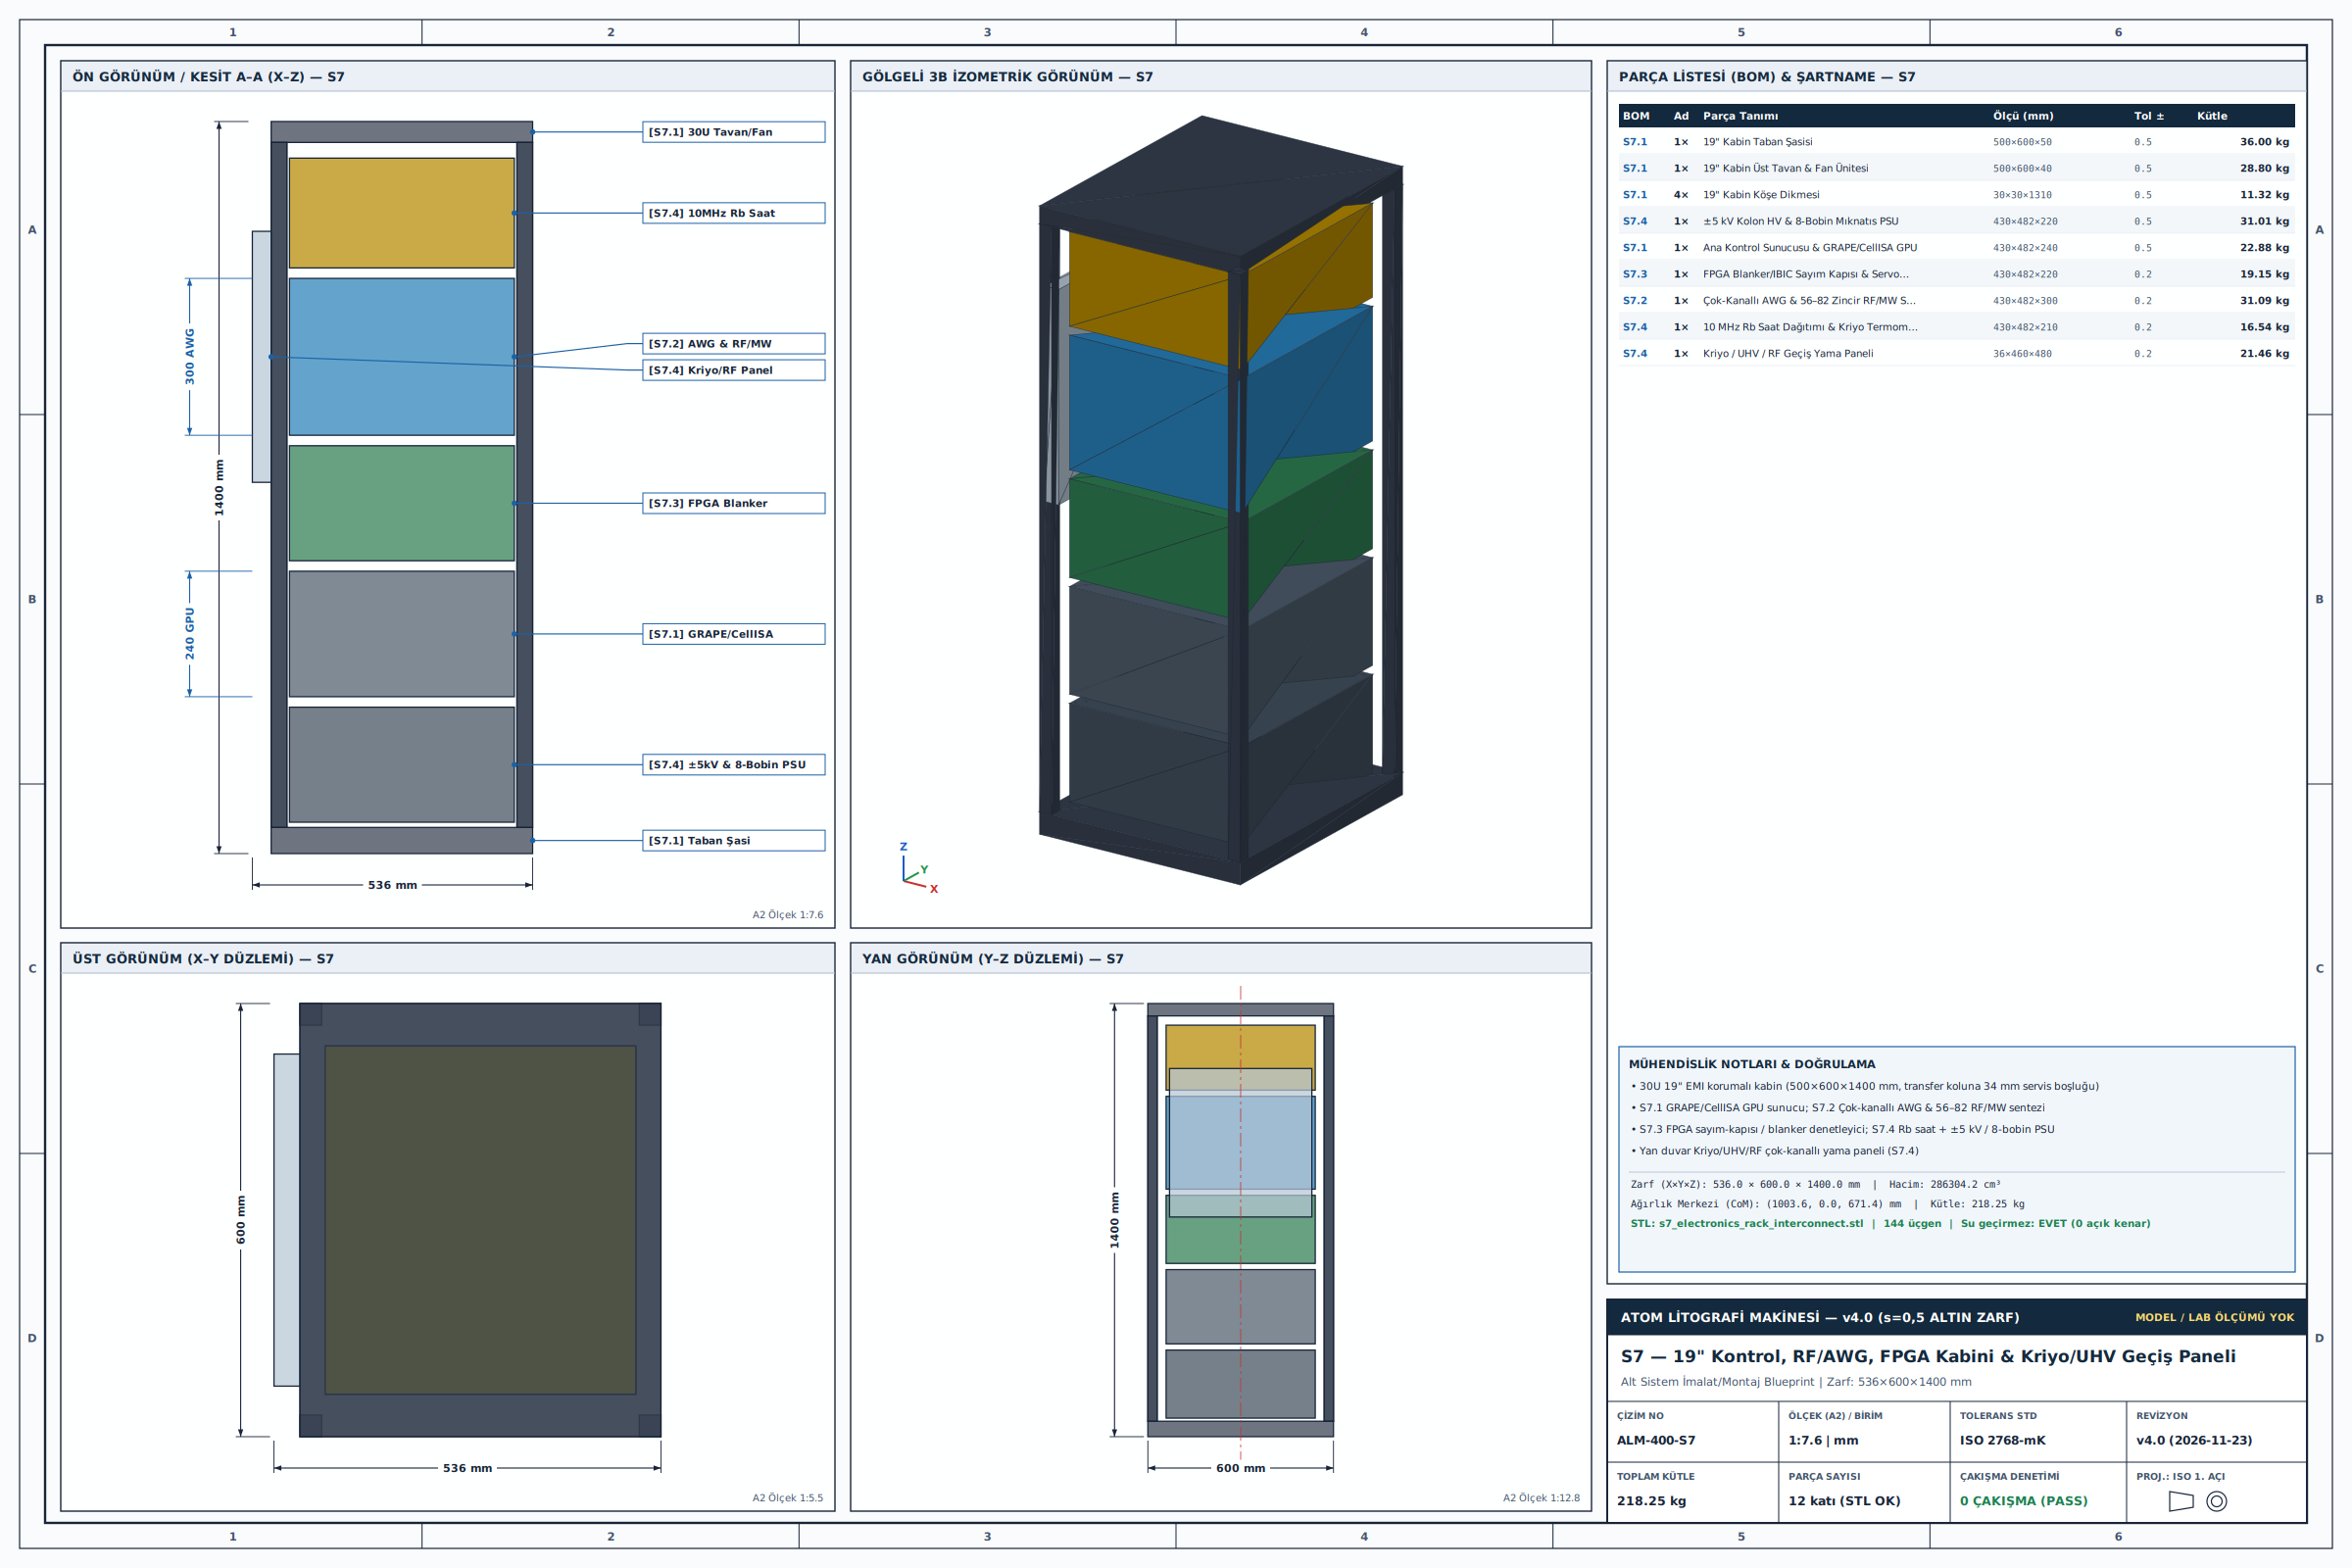 1 2 3 4 5 6
A
B
C
D
ÖN GÖRÜNÜM / KESİT A–A (X–Z) — S7
[S7.1] 30U Tavan/Fan
[S7.4] 10MHz Rb Saat
[S7.2] AWG & RF/MW
[S7.4] Kriyo/RF Panel
[S7.3] FPGA Blanker
[S7.1] GRAPE/CellISA
[S7.4] ±5kV & 8-Bobin PSU
[S7.1] Taban Şasi
300 AWG
1400 mm
240 GPU
536 mm
A2 Ölçek 1:7.6
GÖLGELİ 3B İZOMETRİK GÖRÜNÜM — S7
Z
Y
X
ÜST GÖRÜNÜM (X–Y DÜZLEMİ) — S7
600 mm
536 mm
A2 Ölçek 1:5.5
YAN GÖRÜNÜM (Y–Z DÜZLEMİ) — S7
1400 mm
600 mm
A2 Ölçek 1:12.8
PARÇA LİSTESİ (BOM) & ŞARTNAME — S7
BOM Ad Parça Tanımı Ölçü (mm) Tol ± Kütle
S7.1 1× 19" Kabin Taban Şasisi 500×600×50 0.5 36.00 kg
S7.1 1× 19" Kabin Üst Tavan & Fan Ünitesi 500×600×40 0.5 28.80 kg
S7.1 4× 19" Kabin Köşe Dikmesi 30×30×1310 0.5 11.32 kg
S7.4 1× ±5 kV Kolon HV & 8-Bobin Mıknatıs PSU 430×482×220 0.5 31.01 kg
S7.1 1× Ana Kontrol Sunucusu & GRAPE/CellISA GPU 430×482×240 0.5 22.88 kg
S7.3 1× FPGA Blanker/IBIC Sayım Kapısı & Servo… 430×482×220 0.2 19.15 kg
S7.2 1× Çok-Kanallı AWG & 56–82 Zincir RF/MW S… 430×482×300 0.2 31.09 kg
S7.4 1× 10 MHz Rb Saat Dağıtımı & Kriyo Termom… 430×482×210 0.2 16.54 kg
S7.4 1× Kriyo / UHV / RF Geçiş Yama Paneli 36×460×480 0.2 21.46 kg
MÜHENDİSLİK NOTLARI & DOĞRULAMA
• 30U 19" EMI korumalı kabin (500×600×1400 mm, transfer koluna 34 mm servis boşluğu)
• S7.1 GRAPE/CellISA GPU sunucu; S7.2 Çok-kanallı AWG & 56–82 RF/MW sentezi
• S7.3 FPGA sayım-kapısı / blanker denetleyici; S7.4 Rb saat + ±5 kV / 8-bobin PSU
• Yan duvar Kriyo/UHV/RF çok-kanallı yama paneli (S7.4)
Zarf (X×Y×Z): 536.0 × 600.0 × 1400.0 mm | Hacim: 286304.2 cm³
Ağırlık Merkezi (CoM): (1003.6, 0.0, 671.4) mm | Kütle: 218.25 kg
STL: s7_electronics_rack_interconnect.stl | 144 üçgen | Su geçirmez: EVET (0 açık kenar)
ATOM LİTOGRAFİ MAKİNESİ — v4.0 (s=0,5 ALTIN ZARF) MODEL / LAB ÖLÇÜMÜ YOK
S7 — 19" Kontrol, RF/AWG, FPGA Kabini & Kriyo/UHV Geçiş Paneli
Alt Sistem İmalat/Montaj Blueprint | Zarf: 536×600×1400 mm
ÇİZİM NO ÖLÇEK (A2) / BİRİM TOLERANS STD REVİZYON
ALM-400-S7 1:7.6 | mm ISO 2768-mK v4.0 (2026-11-23)
TOPLAM KÜTLE PARÇA SAYISI ÇAKIŞMA DENETİMİ PROJ.: ISO 1. AÇI
218.25 kg 12 katı (STL OK) 0 ÇAKIŞMA (PASS)
A
B
C
D
1 2 3 4 5 6